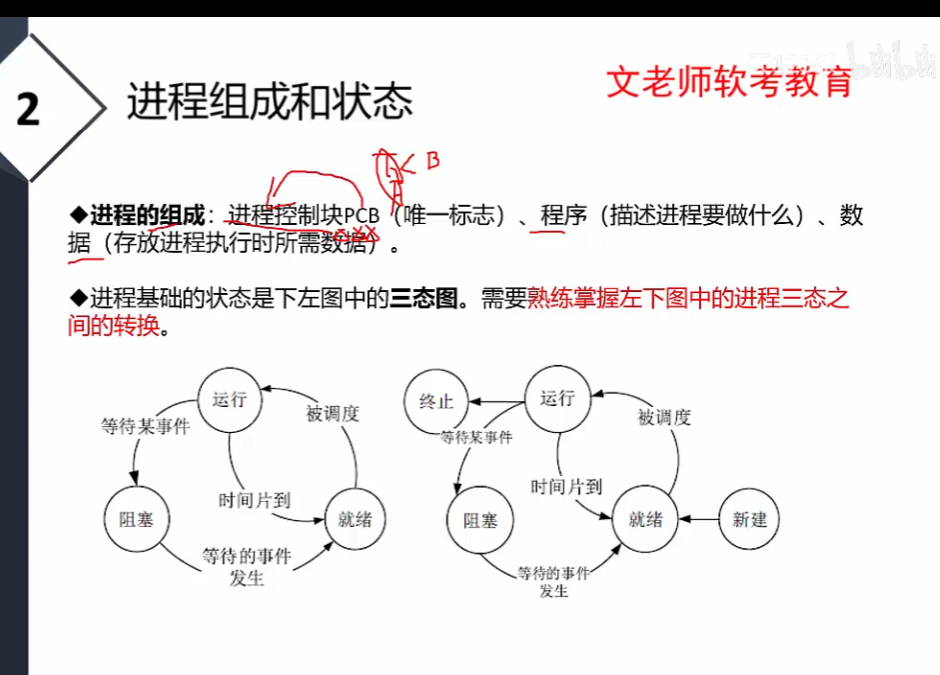 文老师软考教育
2
进程组成和状态
B
A
◆进程的组成：进程控制块PCB（唯一标志）、程序（描述进程要做什么）、数
据（存放进程执行时所需数据）。
◆进程基础的状态是下左图中的三态图。需要熟练掌握左下图中的进程三态之
间的转换。
运行
等待某事件
被调度
时间片到
阻塞
就绪
等待的事件
发生
终止
运行
等待某事件
被调度
时间片到
阻塞
就绪
新建
等待的事件
发生
bilibili